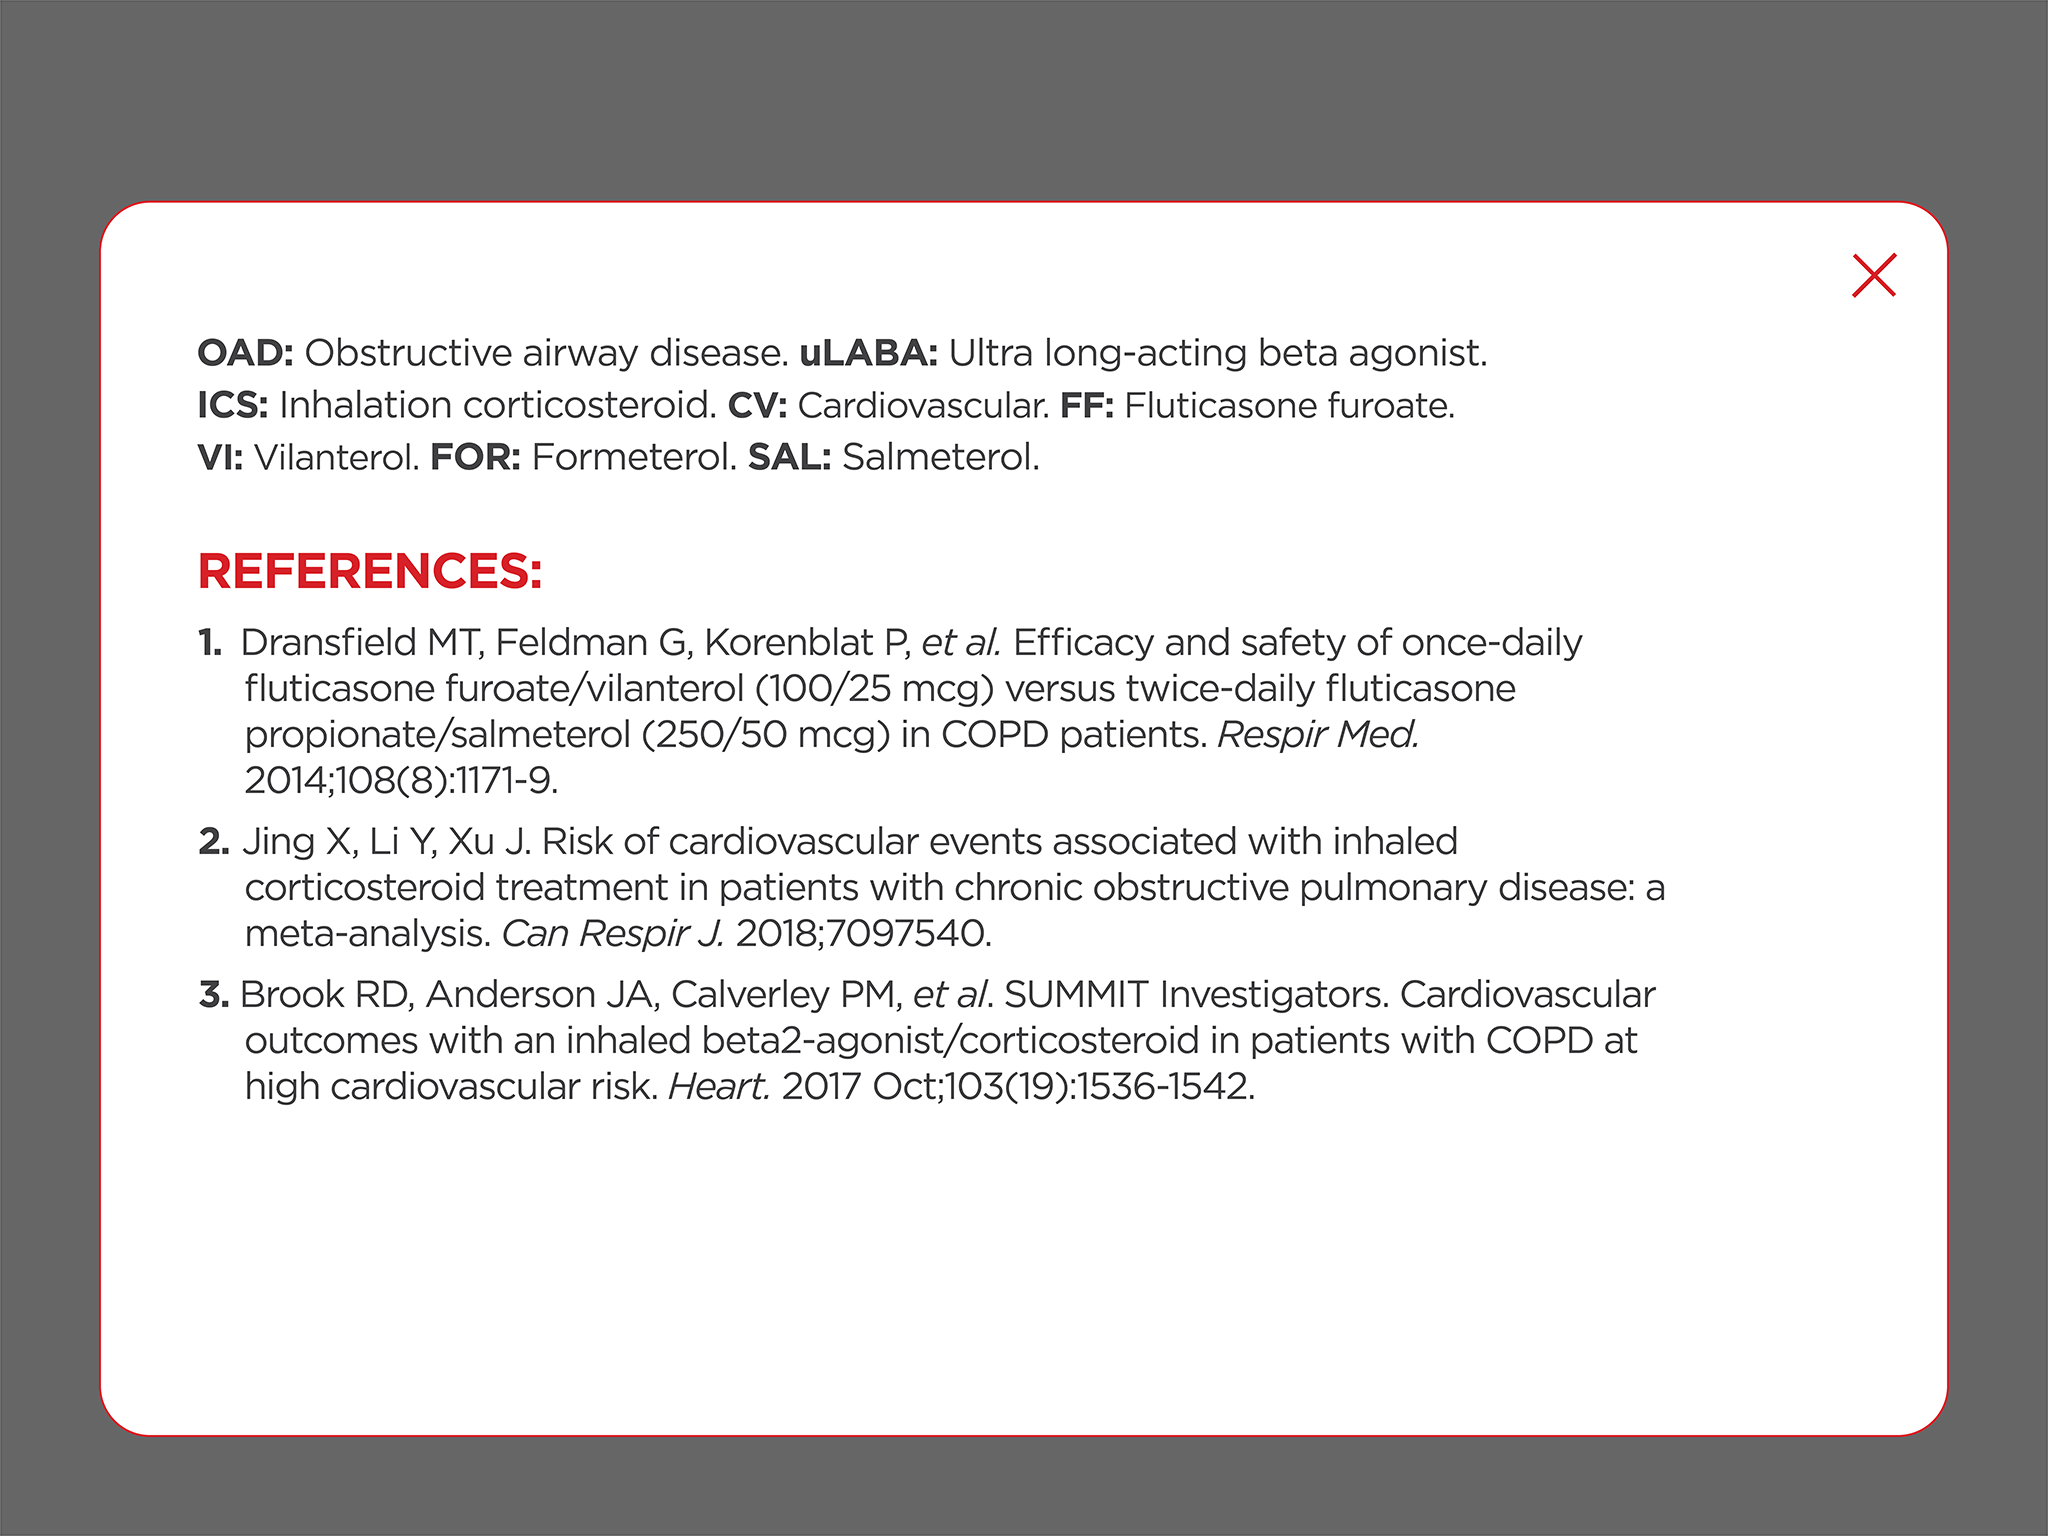 OAD: Obstructive airway disease. uLABA: Ultra long-acting beta agonist.
ICS: Inhalation corticosteroid. CV: Cardiovascular. FF: Fluticasone furoate.
VI: Vilanterol. FOR: Formeterol. SAL: Salmeterol.
REFERENCES:
1. Dransfield MT, Feldman G, Korenblat P, et al. Efficacy and safety of once-daily
fluticasone furoate/vilanterol (100/25 mcg) versus twice-daily fluticasone
propionate/salmeterol (250/50 mcg) in COPD patients. Respir Med.
2014;108(8):1171-9.
2. Jing X, Li Y, Xu J. Risk of cardiovascular events associated with inhaled
corticosteroid treatment in patients with chronic obstructive pulmonary disease: a
meta-analysis. Can Respir J. 2018;7097540.
3. Brook RD, Anderson JA, Calverley PM, et al. SUMMIT Investigators. Cardiovascular
outcomes with an inhaled beta2-agonist/corticosteroid in patients with COPD at
high cardiovascular risk. Heart. 2017 Oct;103(19):1536-1542.